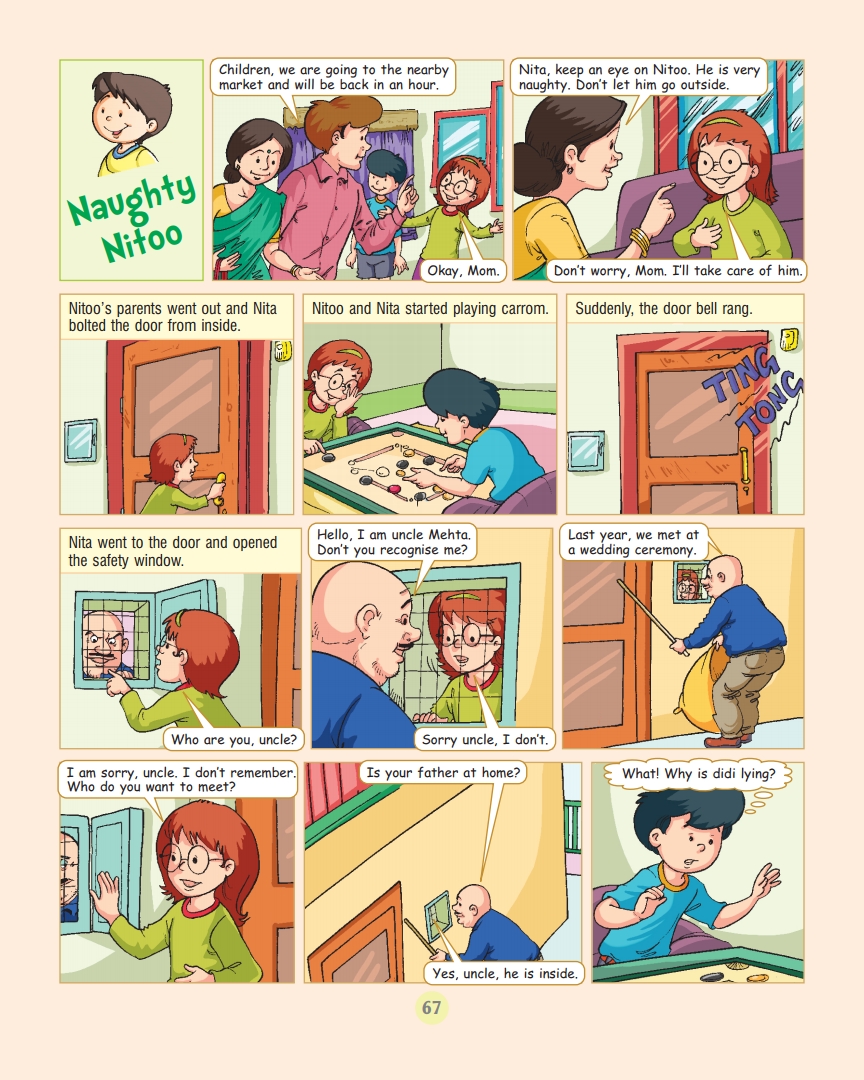 Naughty
Nitoo
Children, we are going to the nearby
market and will be back in an hour.
Okay, Mom.
Nita, keep an eye on Nitoo. He is very
naughty. Don't let him go outside.
Don't worry, Mom. I'll take care of him.
Nitoo's parents went out and Nita
bolted the door from inside.
Nitoo and Nita started playing carrom.
Suddenly, the door bell rang.
TING
TONG
Nita went to the door and opened
the safety window.
Who are you, uncle?
Hello, I am uncle Mehta.
Don't you recognise me?
Sorry uncle, I don't.
Last year, we met at
a wedding ceremony.
I am sorry, uncle. I don't remember.
Who do you want to meet?
Is your father at home?
Yes, uncle, he is inside.
What! Why is didi lying?
67